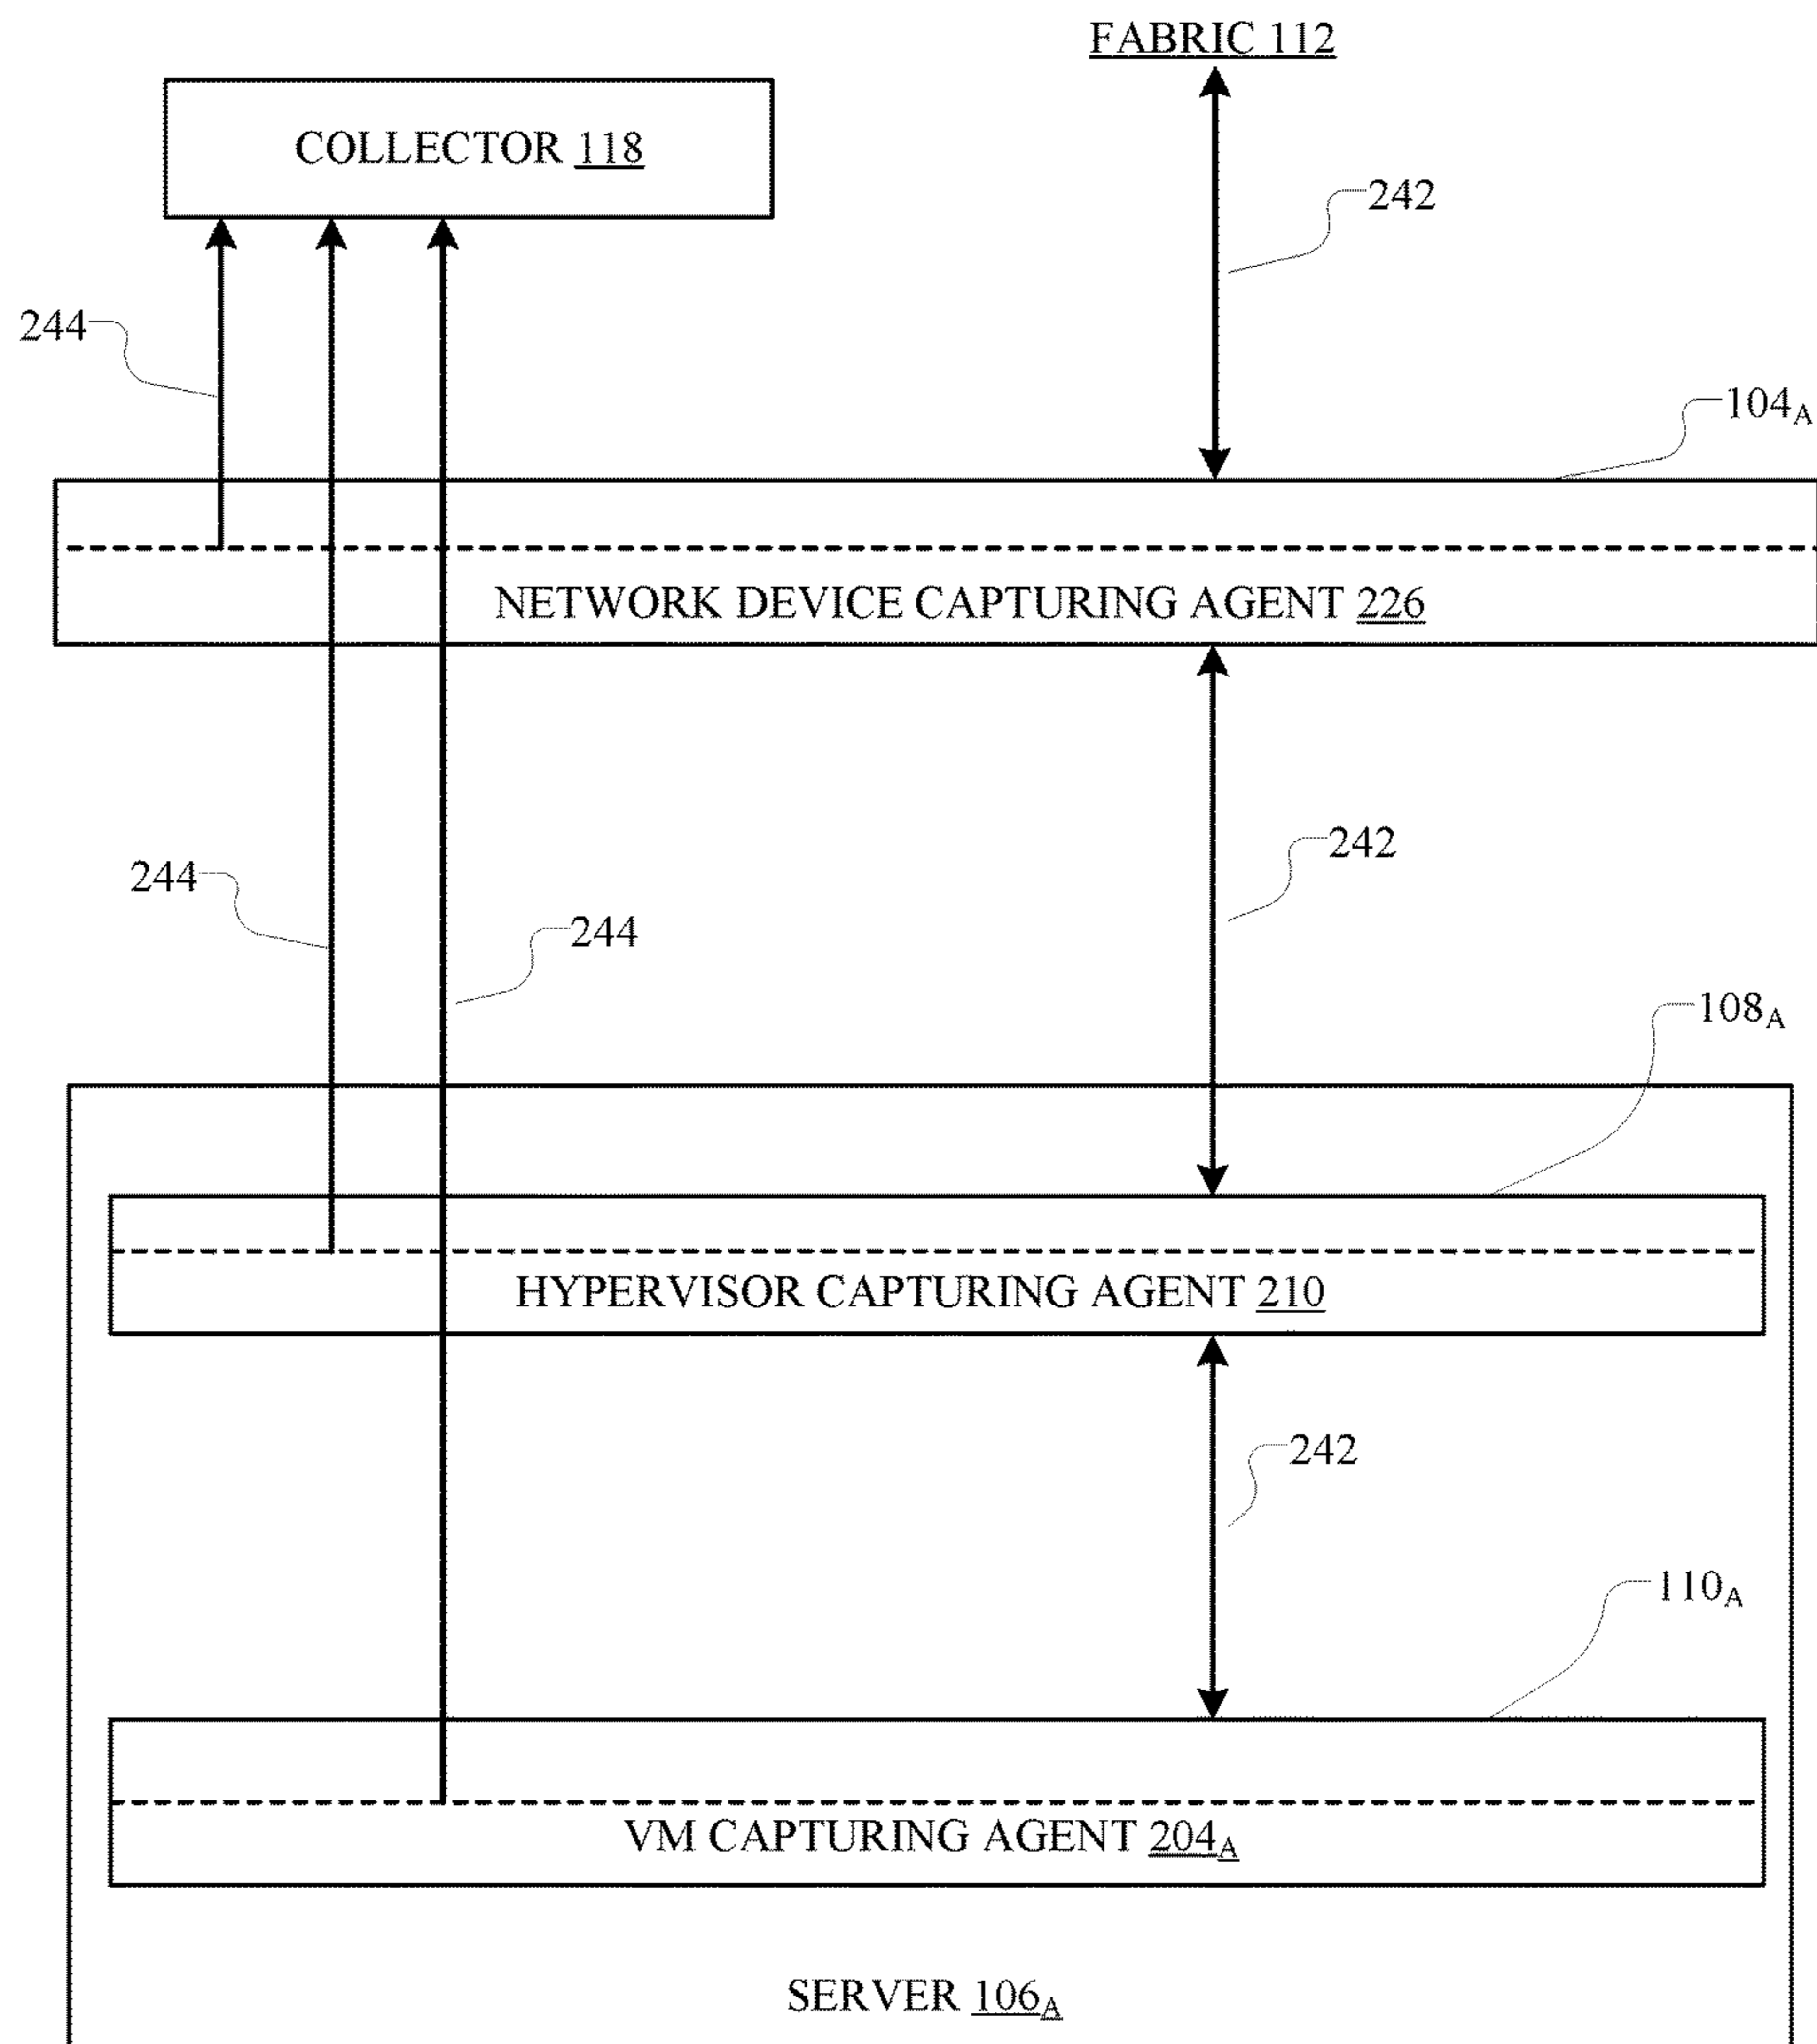 FABRIC 112
COLLECTOR 118
242
244
104A
NETWORK DEVICE CAPTURING AGENT 226
242
244
244
108A
HYPERVISOR CAPTURING AGENT 210
242
110A
VM CAPTURING AGENT 204A
SERVER 106A